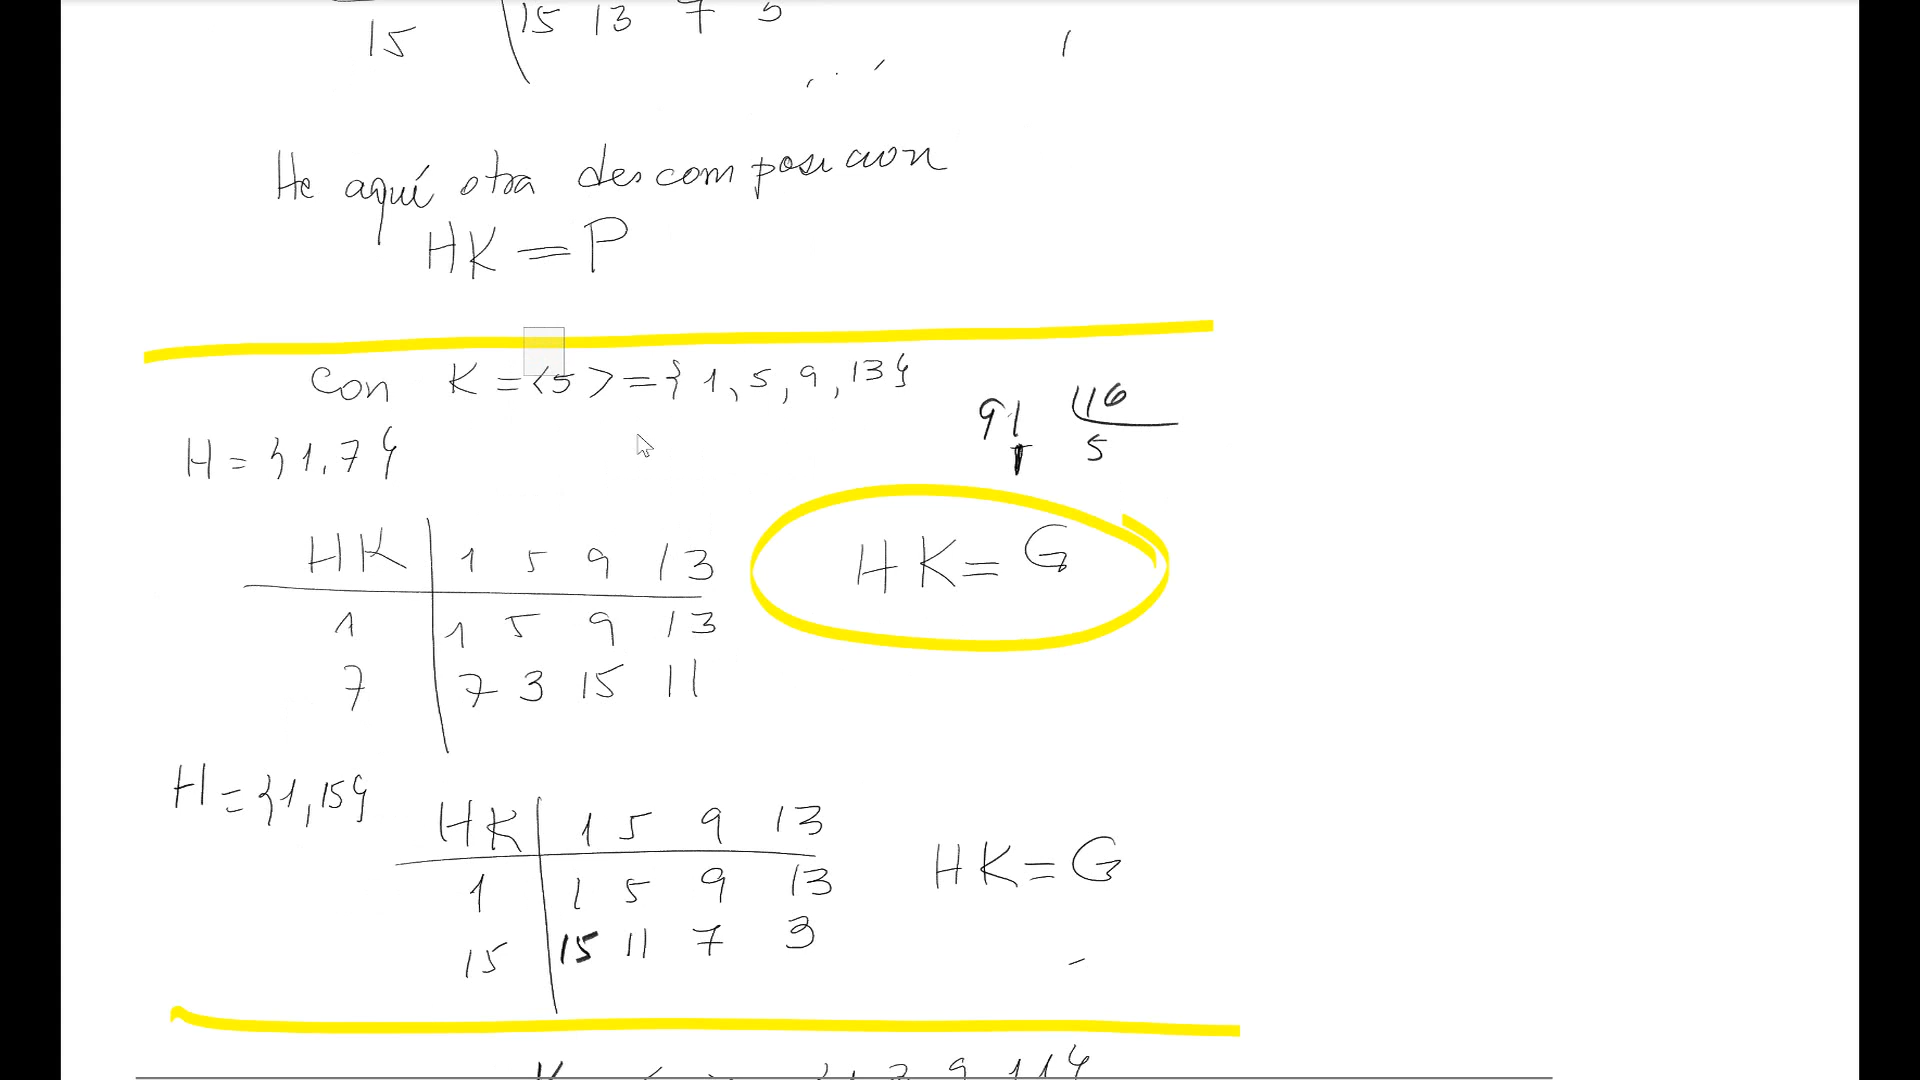 15 13 7 5
15
He aquí otra descomposicion
HK = P
Con K = <5> = {1, 5, 9, 13}
91 116
5
H = {1,7}
HK 1 5 9 13
1 1 5 9 13
7 7 3 15 11
HK = G
H = {1,15}
HK 1 5 9 13
1 1 5 9 13
15 15 11 7 3
HK = G